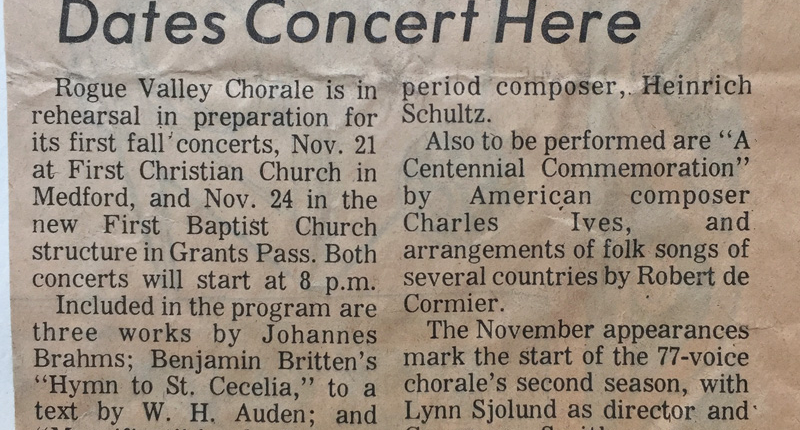 Dates Concert Here
Rogue Valley Chorale is in
rehearsal in preparation for
its first fall concerts, Nov. 21
at First Christian Church in
Medford, and Nov. 24 in the
new First Baptist Church
structure in Grants Pass. Both
concerts will start at 8 p.m.
Included in the program are
three works by Johannes
Brahms; Benjamin Britten's
"Hymn to St. Cecelia," to a
text by W. H. Auden; and
period composer, Heinrich
Schultz.
Also to be performed are "A
Centennial Commemoration"
by American composer
Charles Ives, and
arrangements of folk songs of
several countries by Robert de
Cormier.
The November appearances
mark the start of the 77-voice
chorale's second season, with
Lynn Sjolund as director and